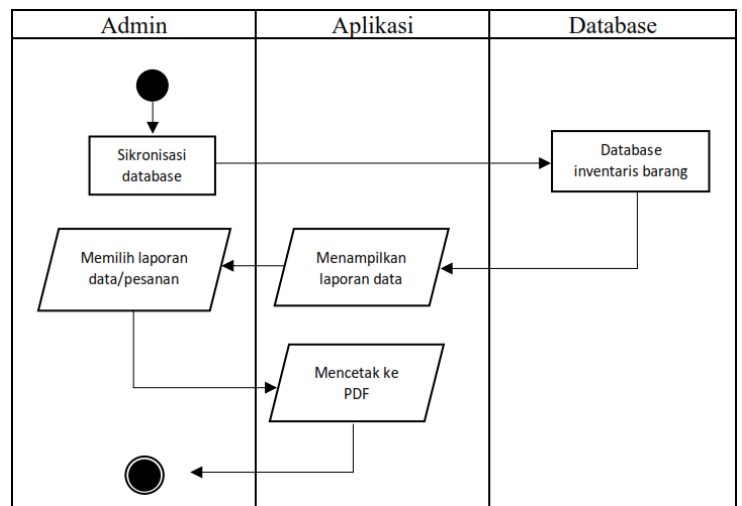 Admin
Aplikasi
Database
Sikronisasi
database
Database
inventaris barang
Memilih laporan
data/pesanan
Menampilkan
laporan data
Mencetak ke
PDF